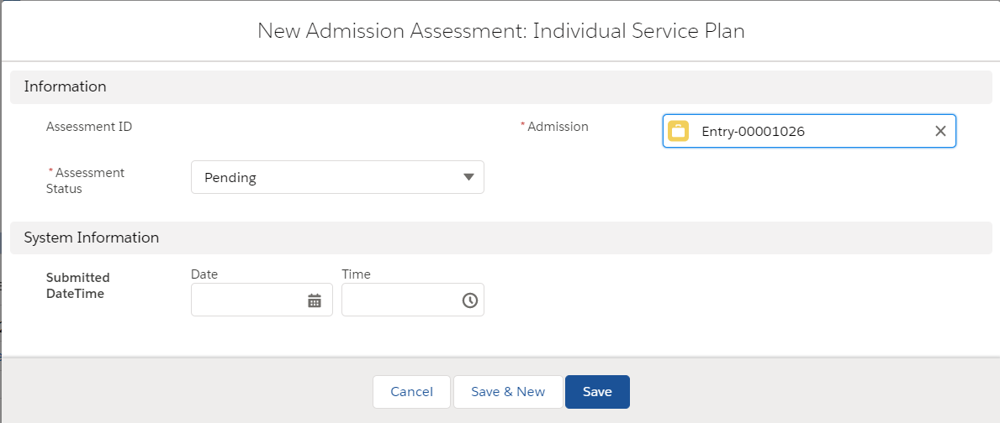 New Admission Assessment: Individual Service Plan
Information
Assessment ID
* Admission
Entry-00001026
* Assessment
Status
Pending
System Information
Submitted
DateTime
Date
Time
Cancel
Save & New
Save